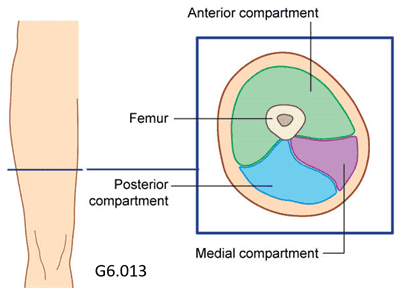 Anterior compartment
Femur
Posterior
compartment
Medial compartment
G6.013